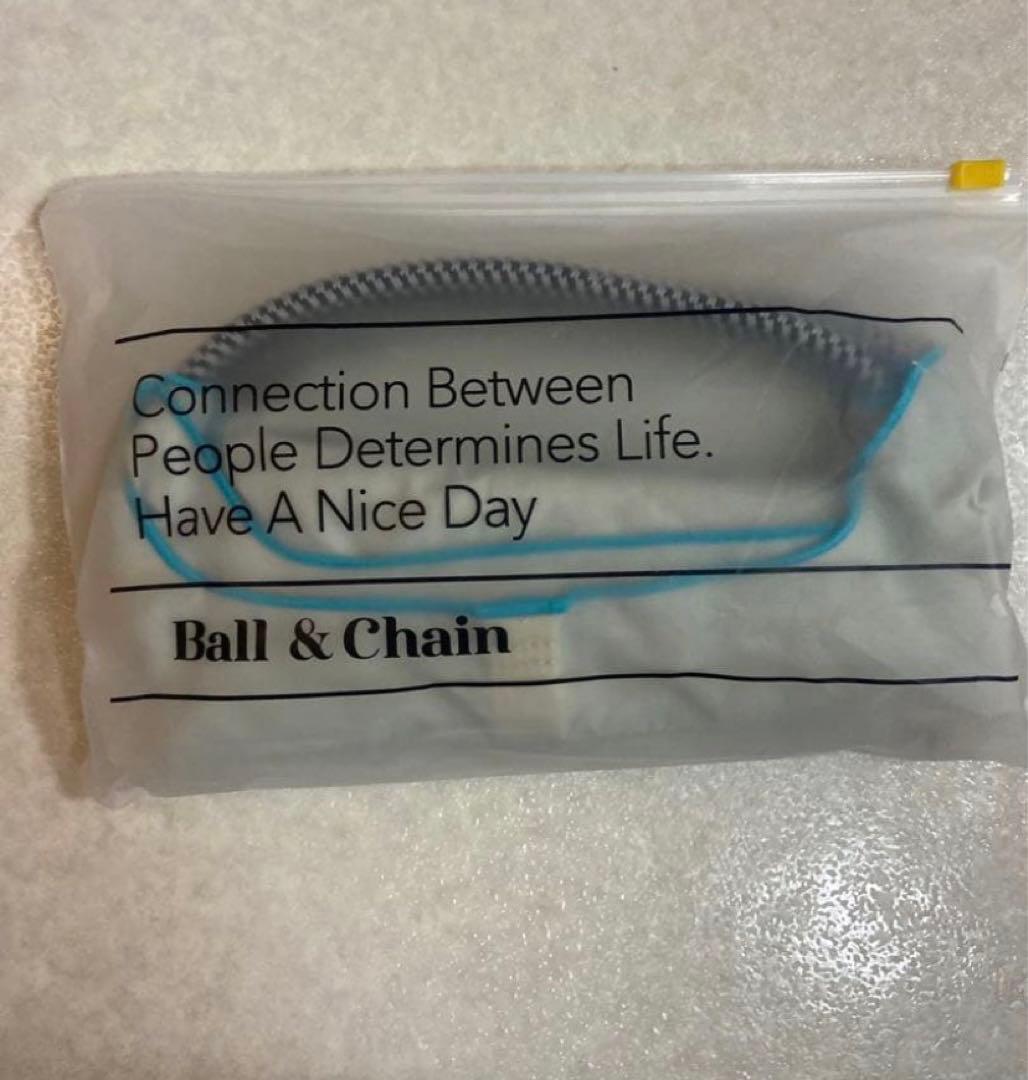 Connection Between
People Determines Life.
Have A Nice Day
Ball & Chain